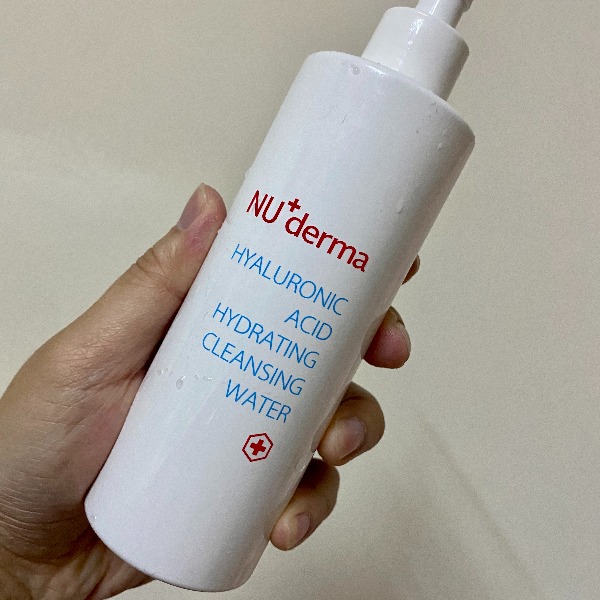 NU+derma
HYALURONIC
ACID
HYDRATING
CLEANSING
WATER